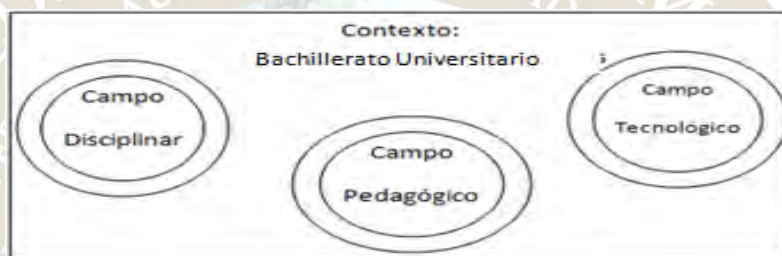 Contexto:
Bachillerato Universitario
Campo
Disciplinar
Campo
Pedagógico
Campo
Tecnológico